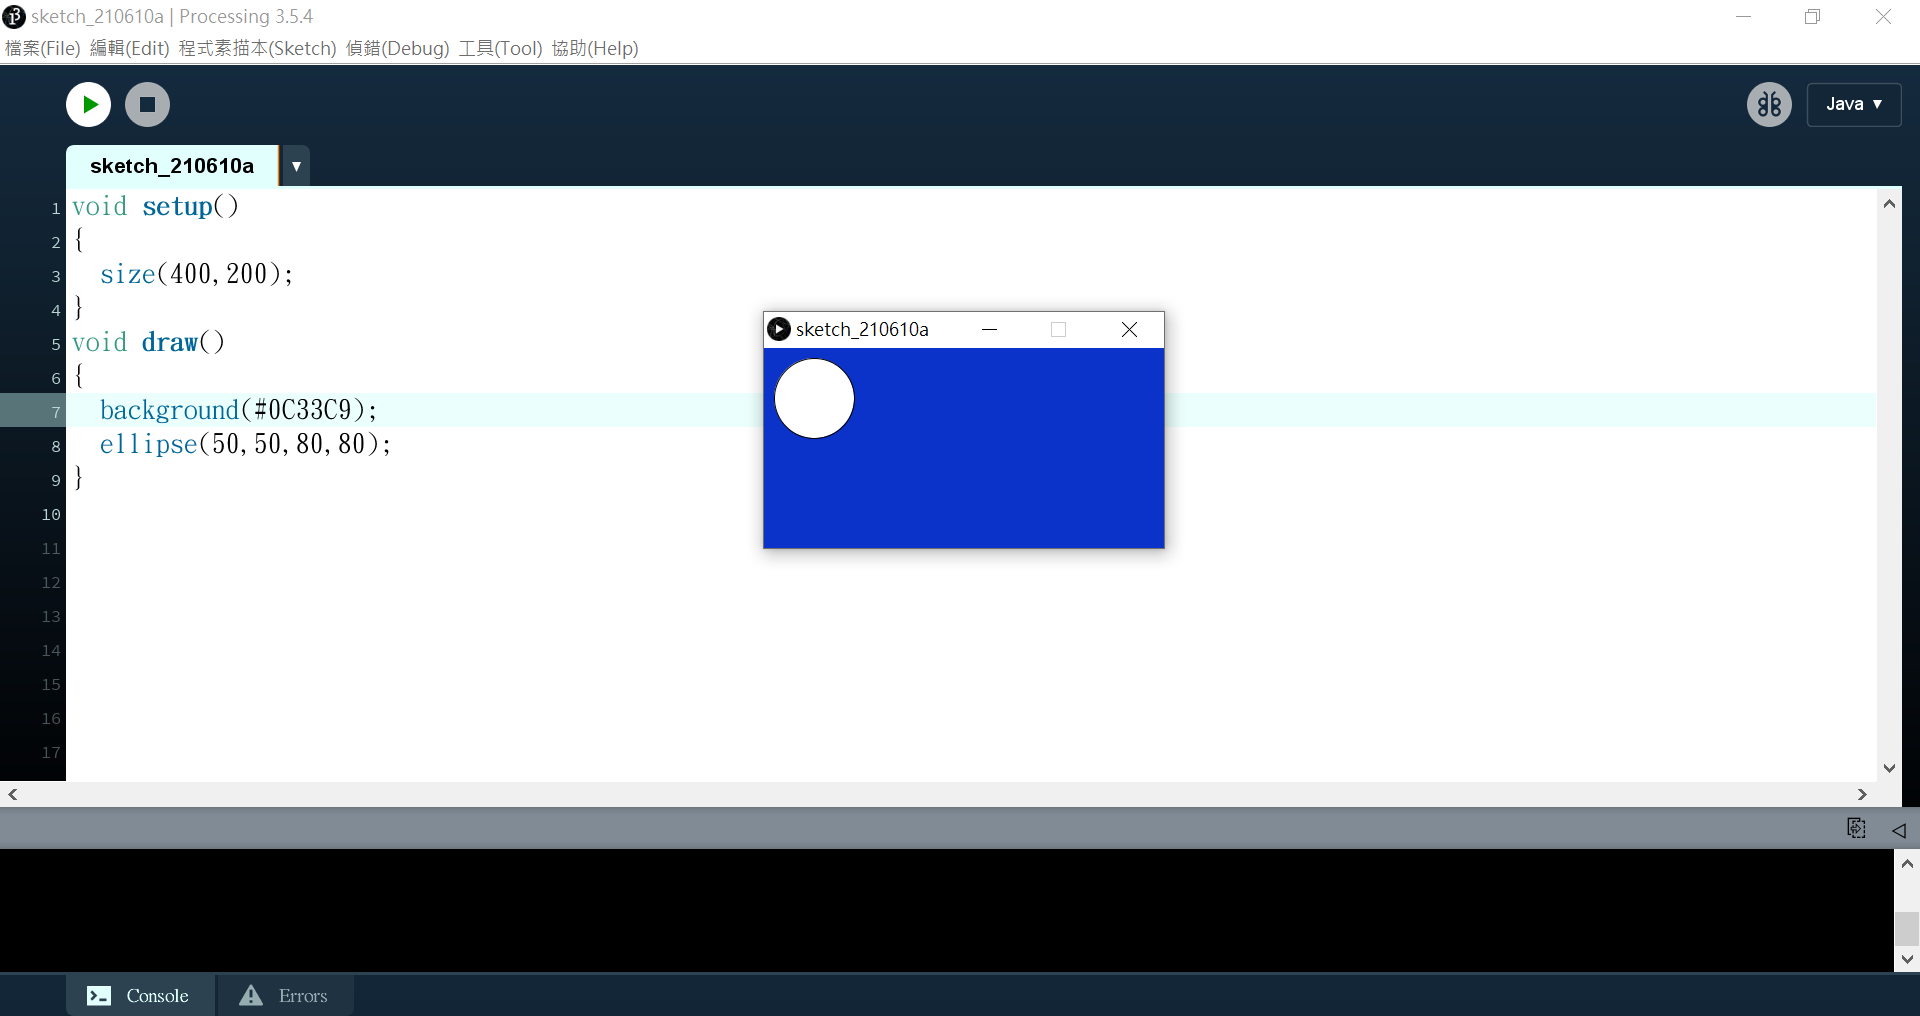 sketch_210610a | Processing 3.5.4
檔案(File) 編輯(Edit) 程式素描本(Sketch) 偵錯(Debug) 工具(Tool) 協助(Help)
Java ▼
sketch_210610a ▼
1 void setup()
2 {
3   size(400,200);
4 }
5 void draw()
6 {
7   background(#0C33C9);
8   ellipse(50,50,80,80);
9 }
10
11
12
13
14
15
16
17
sketch_210610a
Console Errors